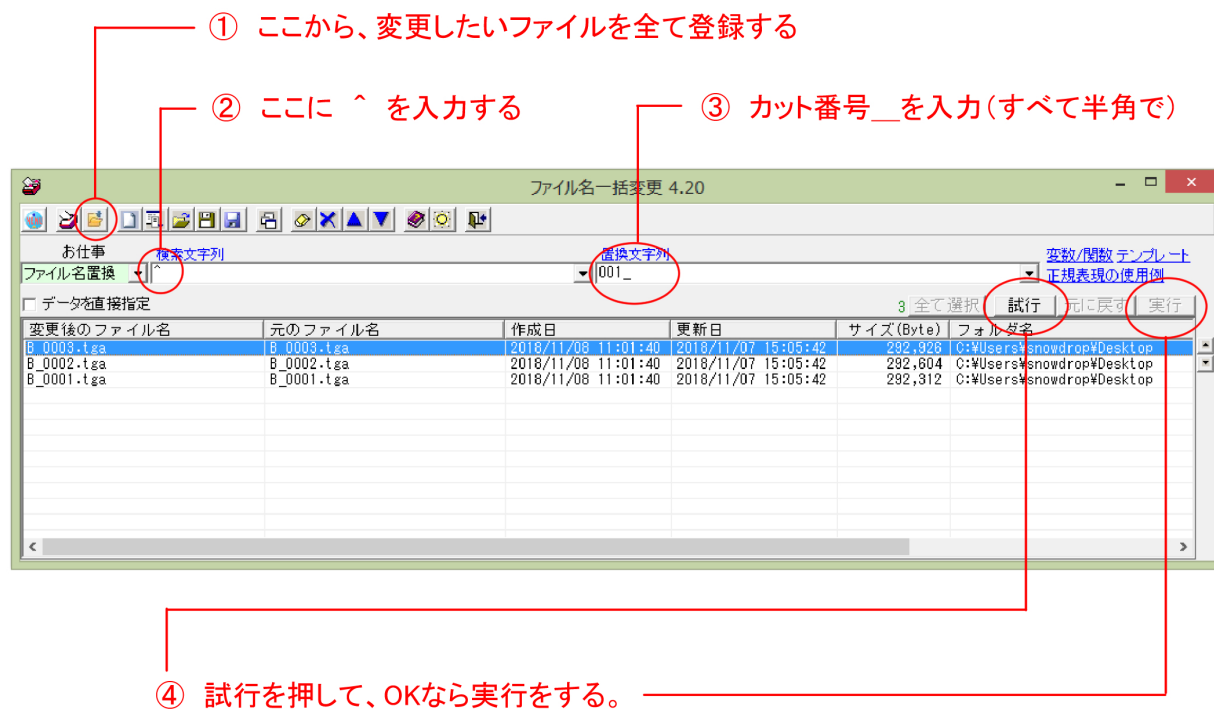 ① ここから、変更したいファイルを全て登録する
② ここに ^ を入力する
③ カット番号＿を入力(すべて半角で)
ファイル名一括変更 4.20
お仕事 検索文字列 置換文字列 変数/関数 テンプレート
ファイル名置換 ^ 001_ 正規表現の使用例
データを直接指定 3 全て選択 試行 元に戻す 実行
変更後のファイル名 元のファイル名 作成日 更新日 サイズ(Byte) フォルダ名
B_0003.tga B_0003.tga 2018/11/08 11:01:40 2018/11/07 15:05:42 292,926 C:¥Users¥snowdrop¥Desktop
B_0002.tga B_0002.tga 2018/11/08 11:01:40 2018/11/07 15:05:42 292,604 C:¥Users¥snowdrop¥Desktop
B_0001.tga B_0001.tga 2018/11/08 11:01:40 2018/11/07 15:05:42 292,312 C:¥Users¥snowdrop¥Desktop
④ 試行を押して、OKなら実行をする。